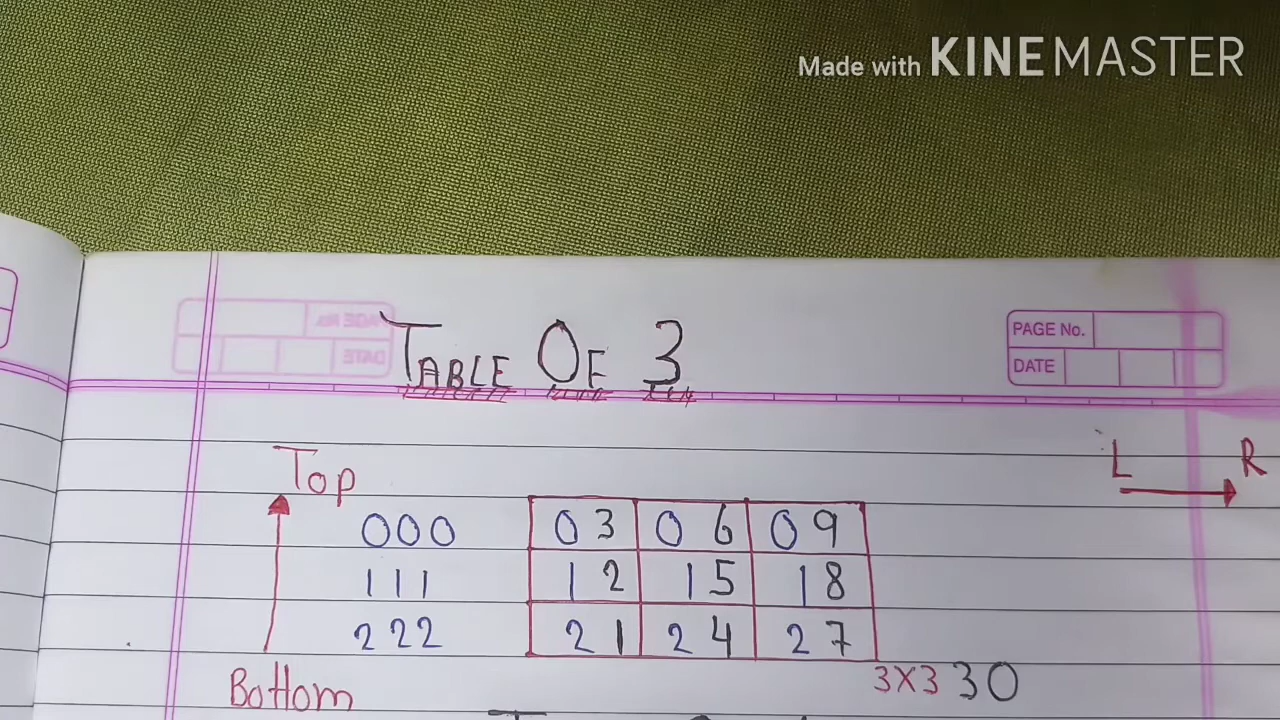 Made with KINEMASTER
TABLE OF 3
PAGE No.
DATE
Top
L R
000 03 06 09
111 12 15 18
222 21 24 27
Bottom
3X3 30